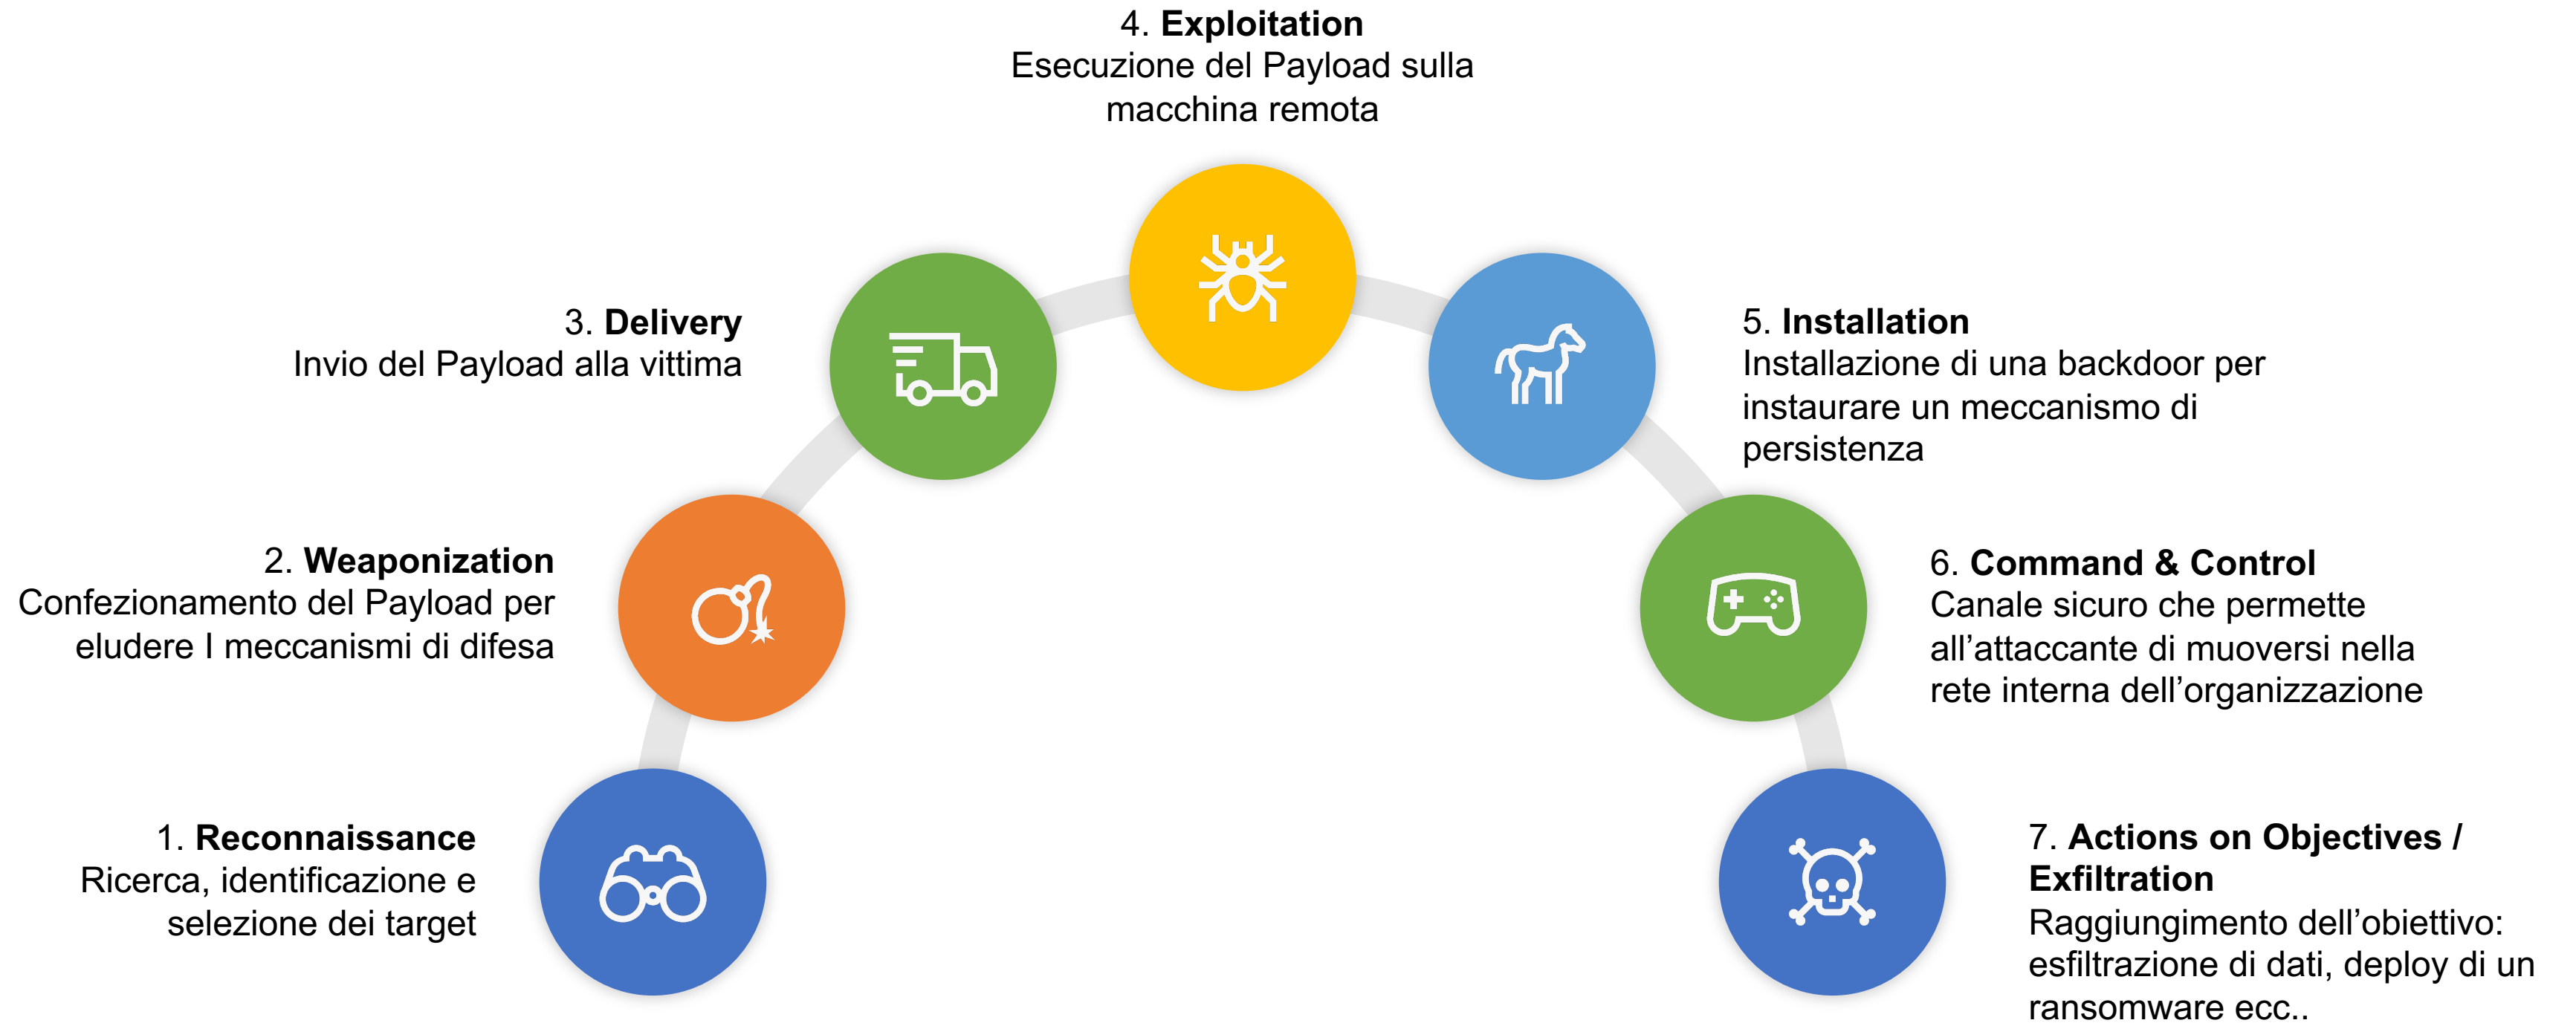 4. Exploitation
Esecuzione del Payload sulla
macchina remota
3. Delivery
Invio del Payload alla vittima
5. Installation
Installazione di una backdoor per
instaurare un meccanismo di
persistenza
2. Weaponization
Confezionamento del Payload per
eludere I meccanismi di difesa
6. Command & Control
Canale sicuro che permette
all’attaccante di muoversi nella
rete interna dell’organizzazione
1. Reconnaissance
Ricerca, identificazione e
selezione dei target
7. Actions on Objectives /
Exfiltration
Raggiungimento dell’obiettivo:
esfiltrazione di dati, deploy di un
ransomware ecc..